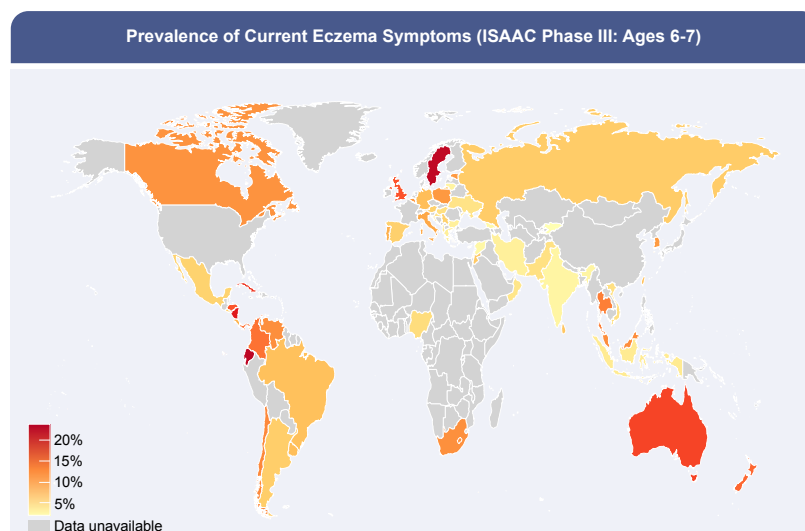 Prevalence of Current Eczema Symptoms (ISAAC Phase III: Ages 6-7)
20%
15%
10%
5%
Data unavailable